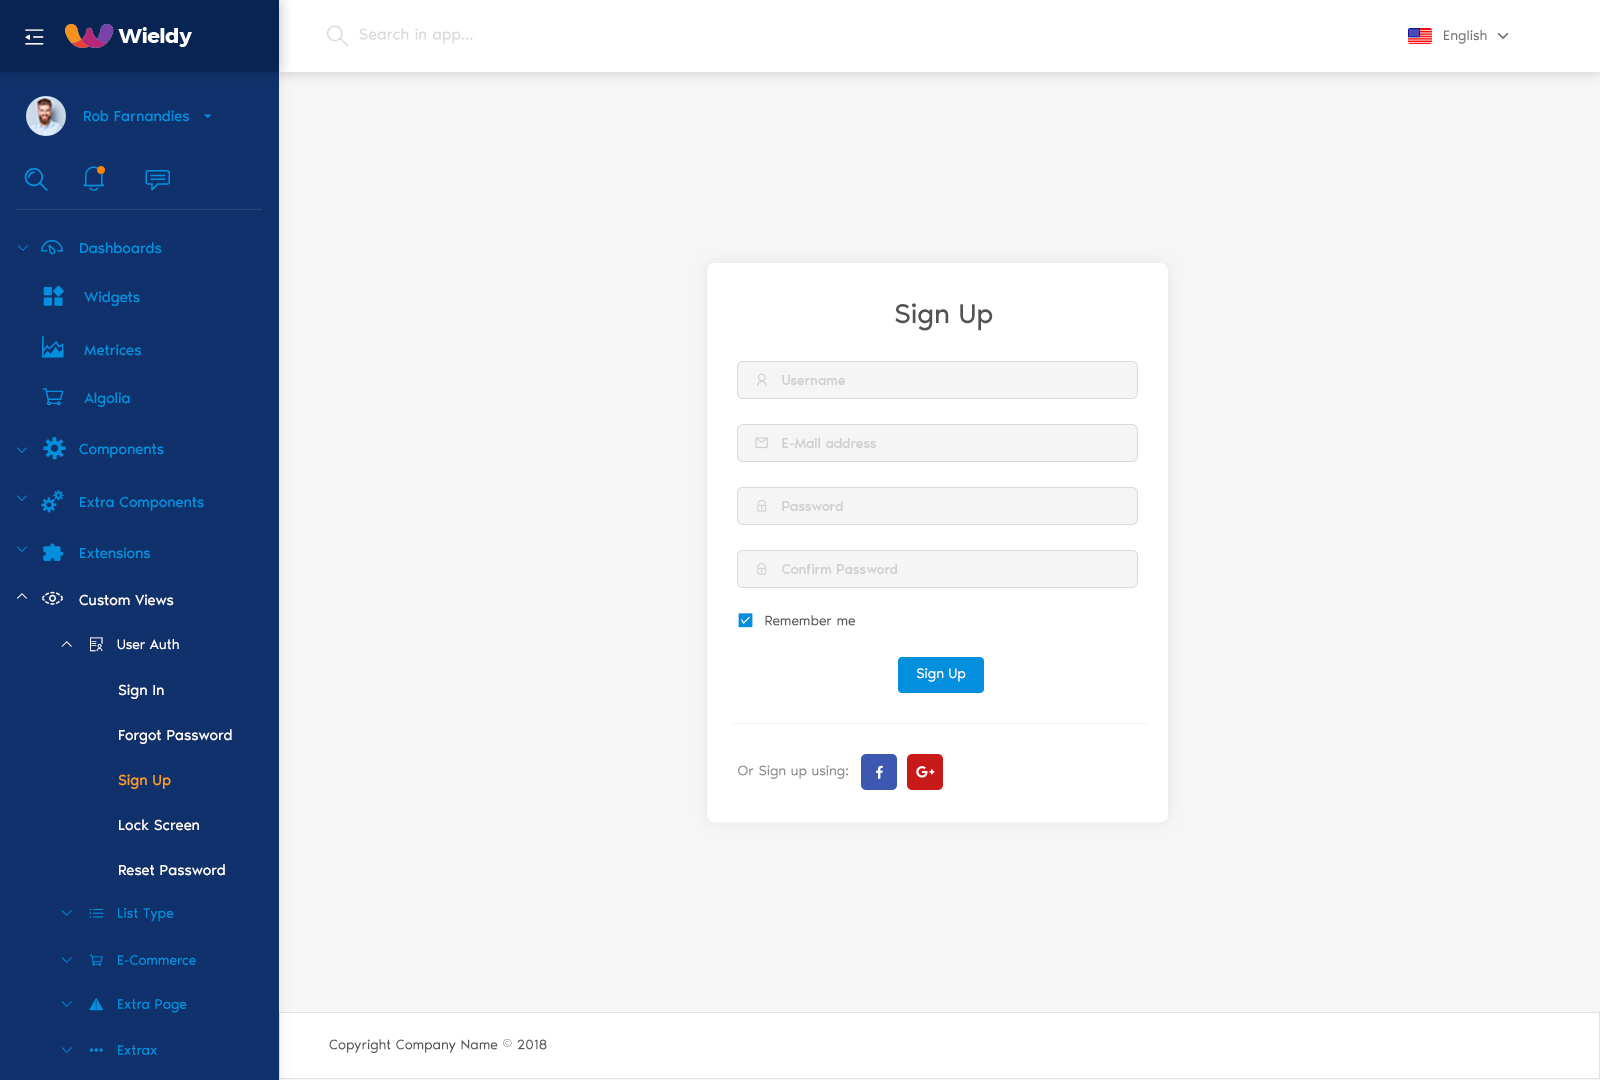 Wieldy
Search in app...
English
Rob Farnandies
Dashboards
Widgets
Metrices
Algolia
Components
Extra Components
Extensions
Custom Views
User Auth
Sign In
Forgot Password
Sign Up
Lock Screen
Reset Password
List Type
E-Commerce
Extra Page
Extrax
Sign Up
Username
E-Mail address
Password
Confirm Password
Remember me
Sign Up
Or Sign up using: f G+
Copyright Company Name © 2018